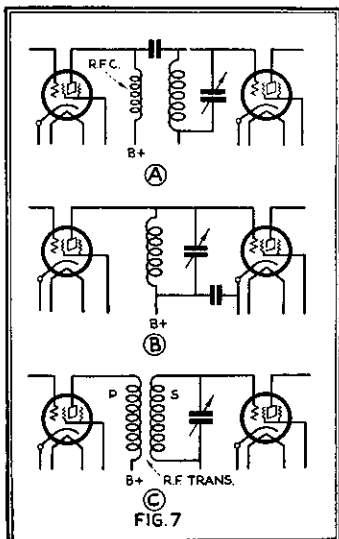 R.F.C.
B+
A
B+
B
P S
B+ R.F. TRANS.
C
FIG. 7